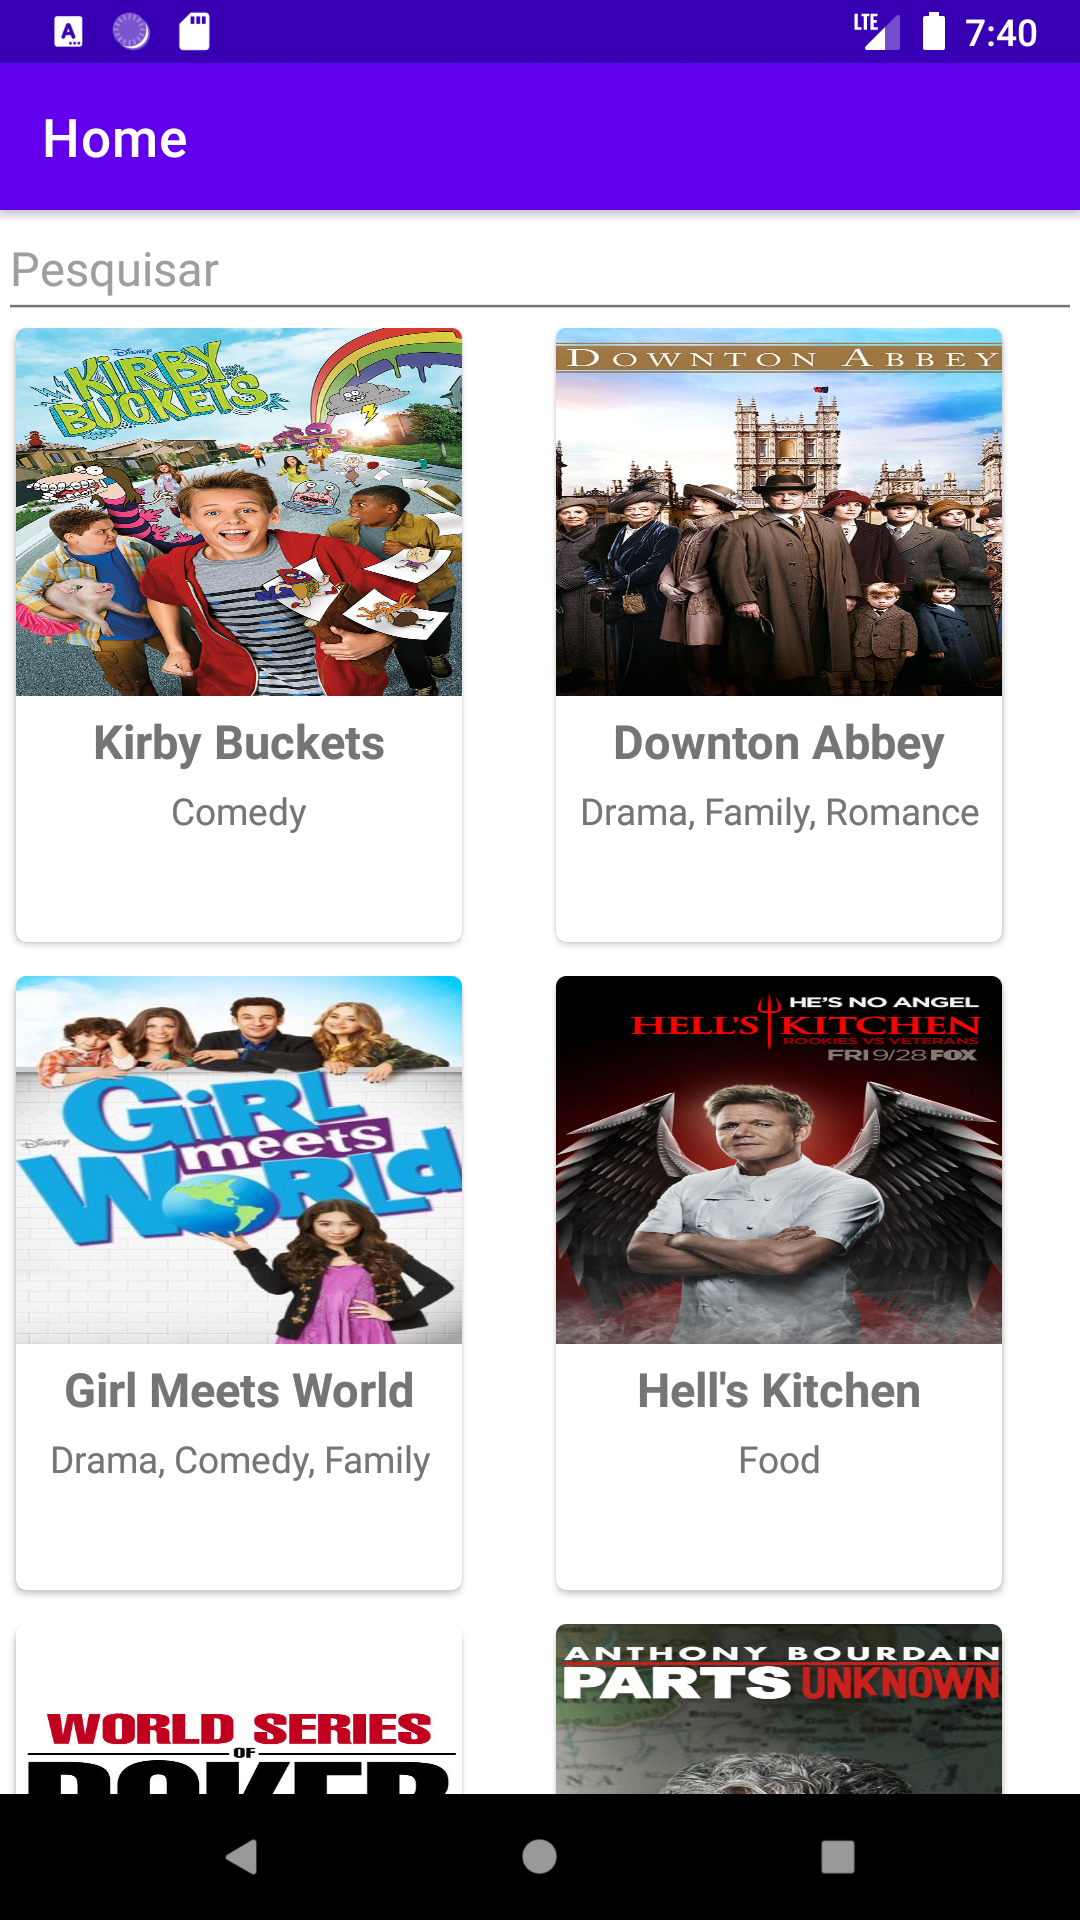 LTE
7:40
A
Home
Pesquisar
Disney
KiRBY
BUCKETS
DOWNTON ABBEY
Kirby Buckets
Comedy
Downton Abbey
Drama, Family, Romance
Disney
GiRL
meets
WORLd
HE'S NO ANGEL
HELL'S KITCHEN
ROOKIES VS VETERANS
FRI 9/28 FOX
Girl Meets World
Drama, Comedy, Family
Hell's Kitchen
Food
WORLD SERIES
OF
POKER
ANTHONY BOURDAIN
PARTS UNKNOWN